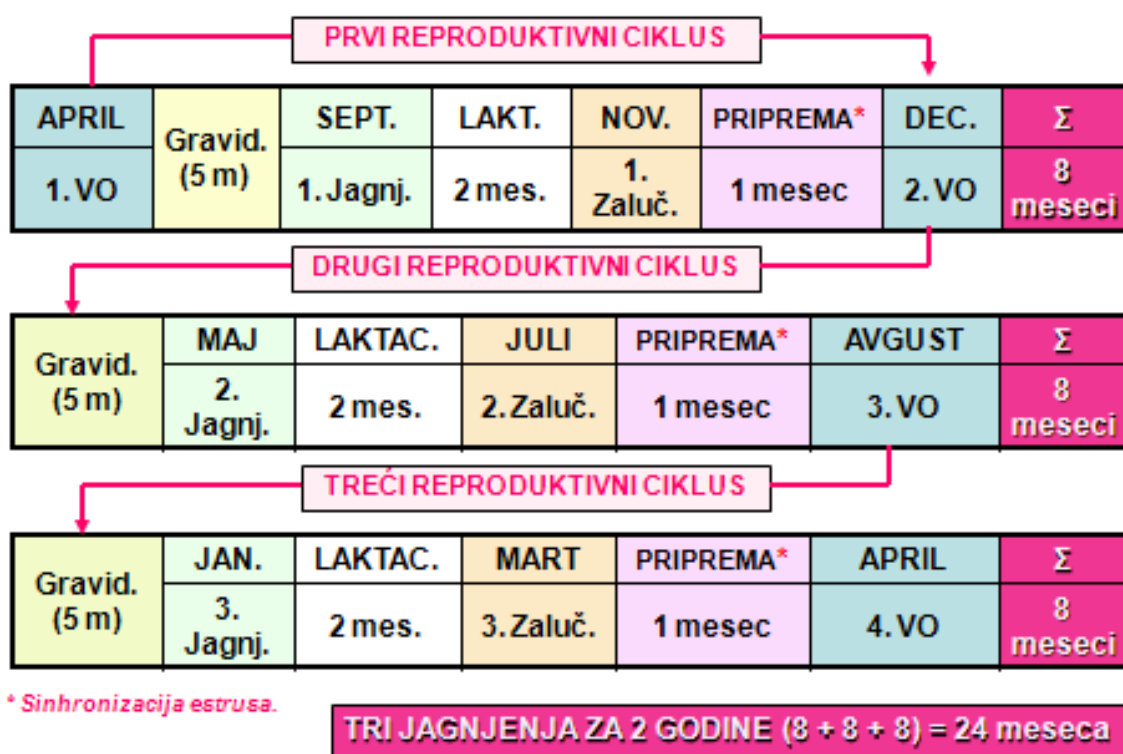 PRVI REPRODUKTIVNI CIKLUS
APRIL
Gravid.
(5 m)
SEPT.
LAKT.
NOV.
PRIPREMA*
DEC.
Σ
1. VO
1. Jagnj.
2 mes.
1.
Zaluč.
1 mesec
2. VO
8
meseci
DRUGI REPRODUKTIVNI CIKLUS
Gravid.
(5 m)
MAJ
LAKTAC.
JULI
PRIPREMA*
AVGUST
Σ
2.
Jagnj.
2 mes.
2. Zaluč.
1 mesec
3. VO
8
meseci
TREĆI REPRODUKTIVNI CIKLUS
Gravid.
(5 m)
JAN.
LAKTAC.
MART
PRIPREMA*
APRIL
Σ
3.
Jagnj.
2 mes.
3. Zaluč.
1 mesec
4. VO
8
meseci
* Sinhronizacija estrusa.
TRI JAGNJENJA ZA 2 GODINE (8 + 8 + 8) = 24 meseca